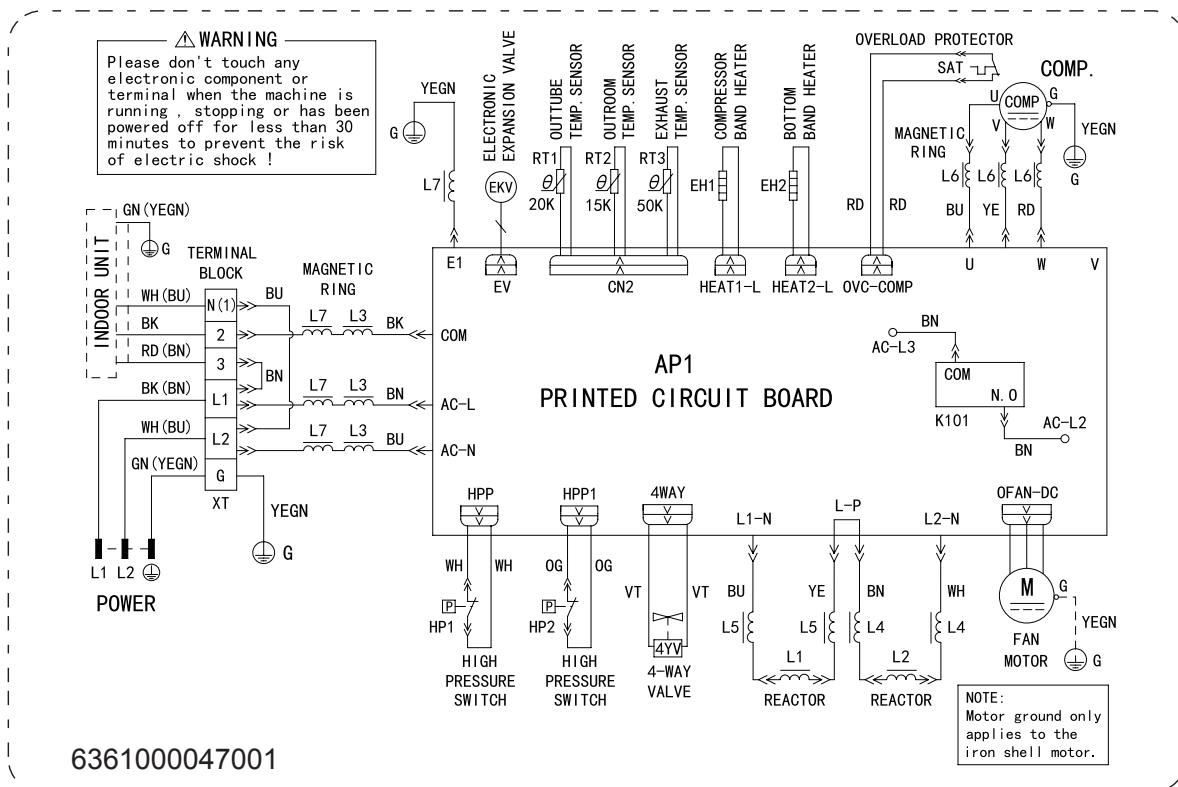 ⚠ WARNING
Please don't touch any
electronic component or
terminal when the machine is
running , stopping or has been
powered off for less than 30
minutes to prevent the risk
of electric shock !
YEGN
G
L7
E1
ELECTRONIC
EXPANSION VALVE
EKV
EV
OUTTUBE
TEMP. SENSOR
OUTROOM
TEMP. SENSOR
EXHAUST
TEMP. SENSOR
RT1
RT2
RT3
θ
θ
θ
20K
15K
50K
CN2
COMPRESSOR
BAND HEATER
EH1
HEAT1-L
BOTTOM
BAND HEATER
EH2
HEAT2-L
OVERLOAD PROTECTOR
SAT
RD
RD
OVC-COMP
COMP.
COMP
U
V
W
G
YEGN
G
MAGNETIC
RING
L6
L6
L6
BU
YE
RD
U
W
V
INDOOR UNIT
GN(YEGN)
G
TERMINAL
BLOCK
MAGNETIC
RING
WH(BU)
N(1)
BU
BK
2
L7
L3
BK
COM
RD(BN)
3
BN
BK(BN)
L1
L7
L3
BN
AC-L
WH(BU)
L2
L7
L3
BU
AC-N
GN(YEGN)
G
XT
YEGN
G
L1
L2
POWER
AP1
PRINTED CIRCUIT BOARD
BN
AC-L3
COM
N.O
K101
AC-L2
BN
HPP
WH
WH
P
HP1
HIGH
PRESSURE
SWITCH
HPP1
OG
OG
P
HP2
HIGH
PRESSURE
SWITCH
4WAY
VT
VT
4YV
4-WAY
VALVE
L1-N
L-P
L2-N
BU
YE
BN
WH
L5
L5
L4
L4
L1
L2
REACTOR
REACTOR
OFAN-DC
M
G
YEGN
FAN
MOTOR
G
NOTE:
Motor ground only
applies to the
iron shell motor.
6361000047001